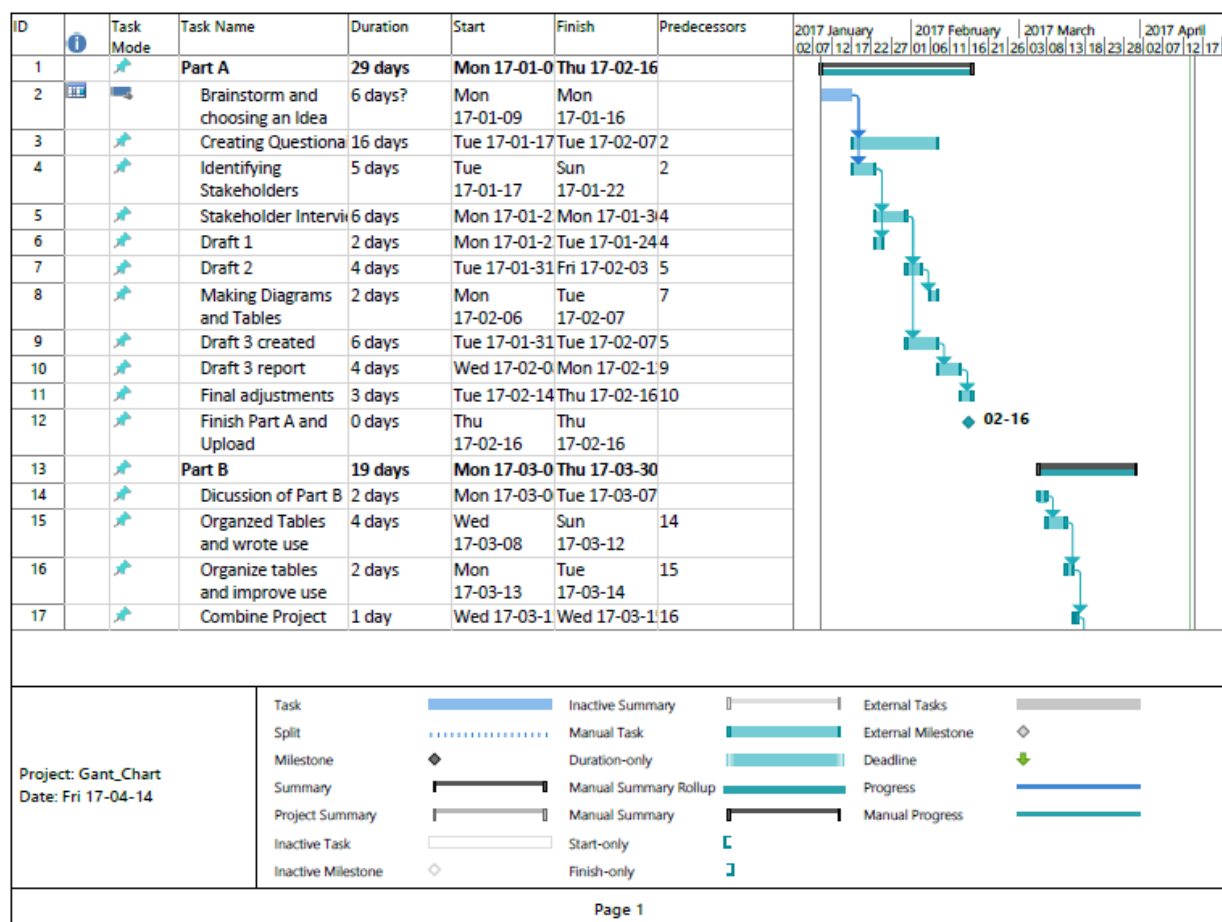 ID Task Mode Task Name Duration Start Finish Predecessors
2017 January 2017 February 2017 March 2017 April
02 07 12 17 22 27 01 06 11 16 21 26 03 08 13 18 23 28 02 07 12 17
1 Part A 29 days Mon 17-01-0 Thu 17-02-16
2 Brainstorm and choosing an Idea 6 days? Mon 17-01-09 Mon 17-01-16
3 Creating Questiona 16 days Tue 17-01-17 Tue 17-02-07 2
4 Identifying Stakeholders 5 days Tue 17-01-17 Sun 17-01-22 2
5 Stakeholder Intervi 6 days Mon 17-01-2 Mon 17-01-3 4
6 Draft 1 2 days Mon 17-01-2 Tue 17-01-24 4
7 Draft 2 4 days Tue 17-01-31 Fri 17-02-03 5
8 Making Diagrams and Tables 2 days Mon 17-02-06 Tue 17-02-07 7
9 Draft 3 created 6 days Tue 17-01-31 Tue 17-02-07 5
10 Draft 3 report 4 days Wed 17-02-0 Mon 17-02-1 9
11 Final adjustments 3 days Tue 17-02-14 Thu 17-02-16 10
12 Finish Part A and Upload 0 days Thu 17-02-16 Thu 17-02-16 02-16
13 Part B 19 days Mon 17-03-0 Thu 17-03-30
14 Dicussion of Part B 2 days Mon 17-03-0 Tue 17-03-07
15 Organzed Tables and wrote use 4 days Wed 17-03-08 Sun 17-03-12 14
16 Organize tables and improve use 2 days Mon 17-03-13 Tue 17-03-14 15
17 Combine Project 1 day Wed 17-03-1 Wed 17-03-1 16
Project: Gant_Chart
Date: Fri 17-04-14
Task
Split
Milestone
Summary
Project Summary
Inactive Task
Inactive Milestone
Inactive Summary
Manual Task
Duration-only
Manual Summary Rollup
Manual Summary
Start-only
Finish-only
External Tasks
External Milestone
Deadline
Progress
Manual Progress
Page 1